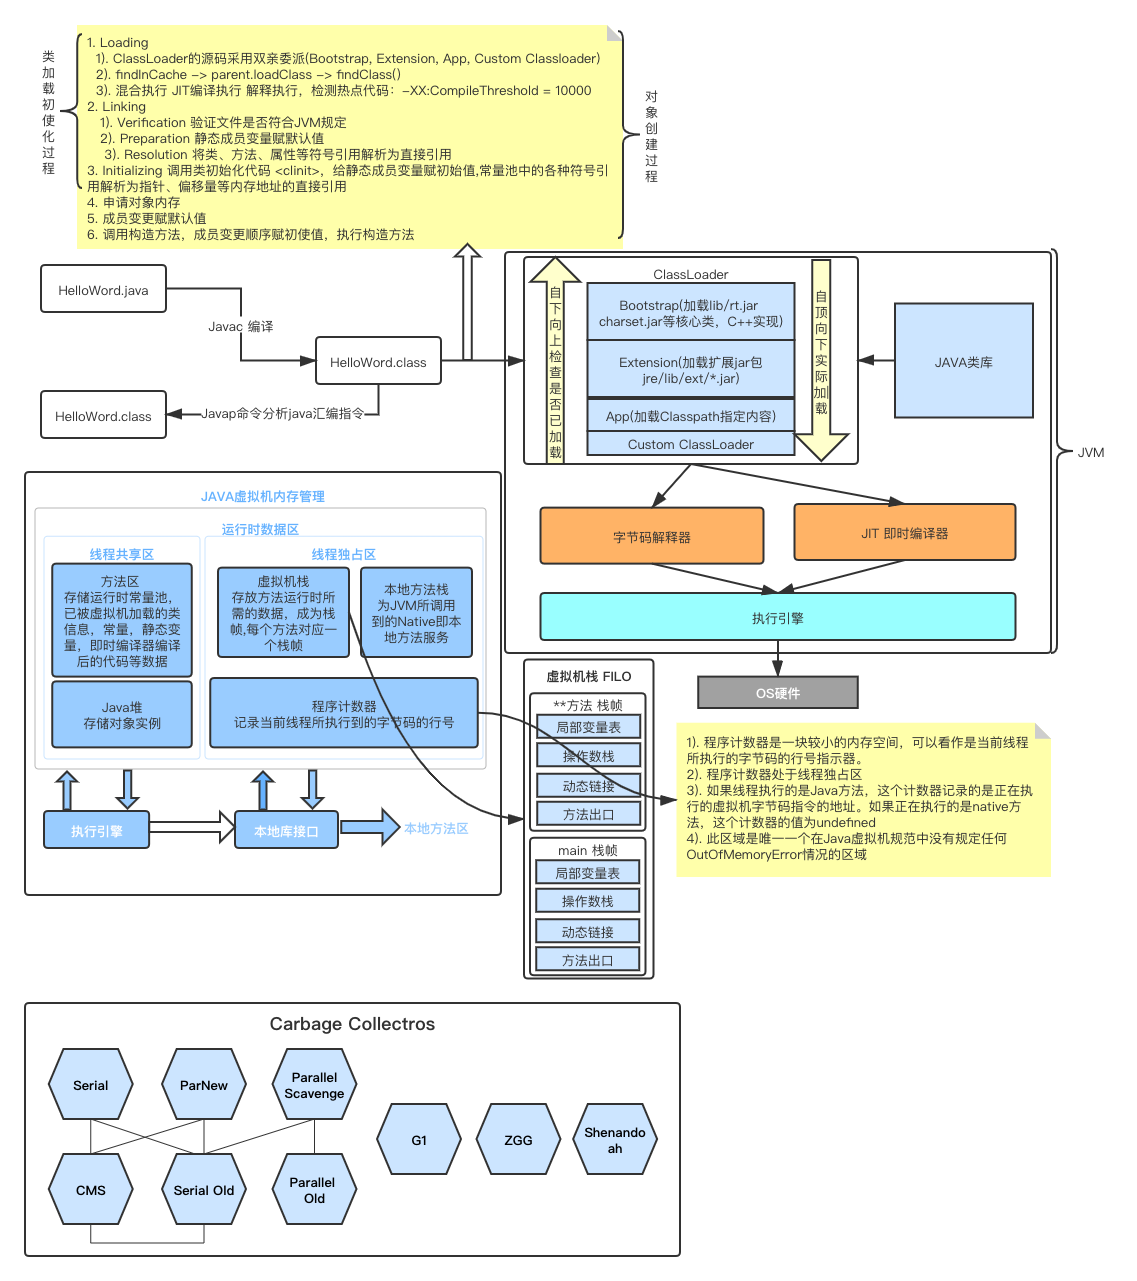 1. Loading
1). ClassLoader的源码采用双亲委派(Bootstrap, Extension, App, Custom Classloader)
2). findInCache -> parent.loadClass -> findClass()
3). 混合执行 JIT编译执行 解释执行，检测热点代码：-XX:CompileThreshold = 10000
2. Linking
1). Verification 验证文件是否符合JVM规定
2). Preparation 静态成员变量赋默认值
3). Resolution 将类、方法、属性等符号引用解析为直接引用
3. Initializing 调用类初始化代码 <clinit>，给静态成员变量赋初始值,常量池中的各种符号引
用解析为指针、偏移量等内存地址的直接引用
4. 申请对象内存
5. 成员变更赋默认值
6. 调用构造方法，成员变更顺序赋初使值，执行构造方法
类加载初使化过程
对象创建过程
HelloWord.java
Javac 编译
HelloWord.class
HelloWord.class
Javap命令分析java汇编指令
ClassLoader
自下向上检查是否已加载
Bootstrap(加载lib/rt.jar
charset.jar等核心类，C++实现)
Extension(加载扩展jar包
jre/lib/ext/*.jar)
App(加载Classpath指定内容)
Custom ClassLoader
自顶向下实际加载
JAVA类库
JVM
字节码解释器
JIT 即时编译器
执行引擎
OS硬件
JAVA虚拟机内存管理
运行时数据区
线程共享区
方法区
存储运行时常量池，
已被虚拟机加载的类
信息，常量，静态变
量，即时编译器编译
后的代码等数据
Java堆
存储对象实例
线程独占区
虚拟机栈
存放方法运行时所
需的数据，成为栈
帧,每个方法对应一
个栈帧
本地方法栈
为JVM所调用
到的Native即本
地方法服务
程序计数器
记录当前线程所执行到的字节码的行号
执行引擎
本地库接口
本地方法区
虚拟机栈 FILO
**方法 栈帧
局部变量表
操作数栈
动态链接
方法出口
main 栈帧
局部变量表
操作数栈
动态链接
方法出口
1). 程序计数器是一块较小的内存空间，可以看作是当前线程
所执行的字节码的行号指示器。
2). 程序计数器处于线程独占区
3). 如果线程执行的是Java方法，这个计数器记录的是正在执
行的虚拟机字节码指令的地址。如果正在执行的是native方
法，这个计数器的值为undefined
4). 此区域是唯一一个在Java虚拟机规范中没有规定任何
OutOfMemoryError情况的区域
Carbage Collectros
Serial
ParNew
Parallel
Scavenge
G1
ZGG
Shenando
ah
CMS
Serial Old
Parallel
Old